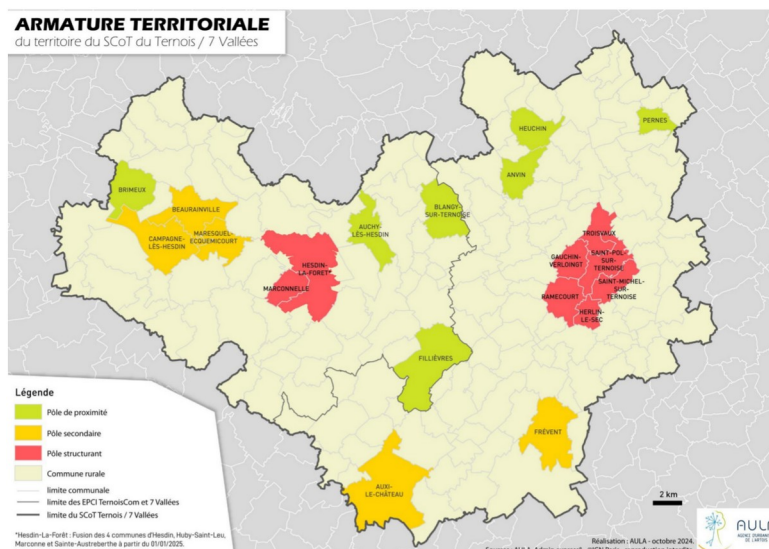 ARMATURE TERRITORIALE
du territoire du SCoT du Ternois / 7 Vallées
HEUCHIN
PERNES
ANVIN
BRIMEUX
BEAURAINVILLE
BLANGY-
SUR-TERNOISE
AUCHY-
LÈS-HESDIN
CAMPAGNE-
LÈS-HESDIN
MARESQUEL-
ECQUEMICOURT
TROISVAUX
HESDIN-
LA-FORET*
MARCONNELLE
GAUCHIN-
VERLOINGT
SAINT-POL-
SUR-
TERNOISE
SAINT-MICHEL-
SUR-
TERNOISE
RAMECOURT
HERLIN-
LE-SEC
FILLIÈVRES
FRÉVENT
AUXI-
LE-CHÂTEAU
Légende
Pôle de proximité
Pôle secondaire
Pôle structurant
Commune rurale
limite communale
limite des EPCI TernoisCom et 7 Vallées
limite du SCoT Ternois / 7 Vallées
*Hesdin-La-Forêt : Fusion des 4 communes d'Hesdin, Huby-Saint-Leu,
Marconne et Sainte-Austreberthe à partir du 01/01/2025.
2 km
Réalisation : AULA - octobre 2024.
AULA
AGENCE D'URBANI
DE L'ARTOIS